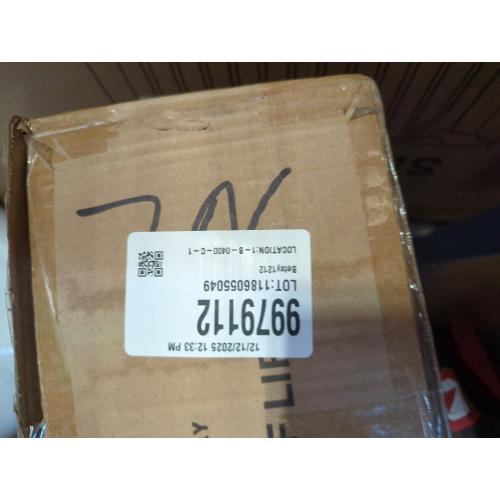 12/12/2025 12:33 PM
9979112
LOT:1186055049
Betsy1212
LOCATION:1 - B - 0400 - C - 1